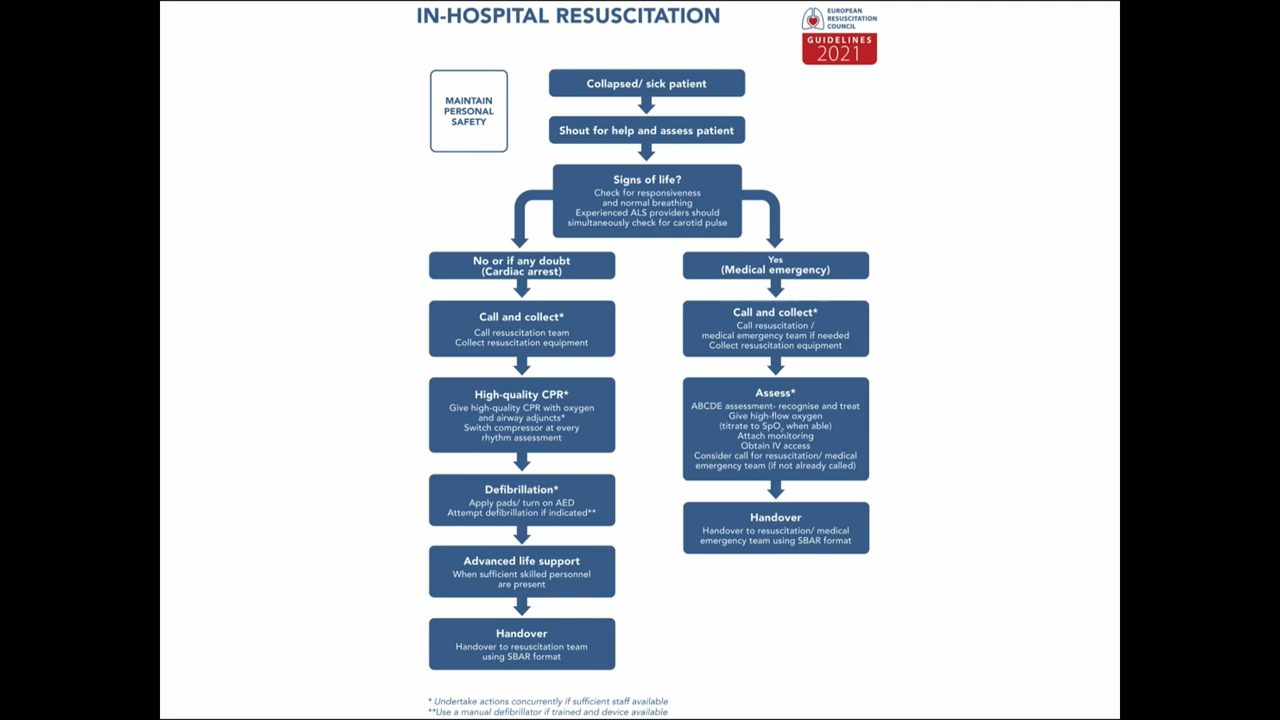 IN-HOSPITAL RESUSCITATION
EUROPEAN
RESUSCITATION
COUNCIL
GUIDELINES
2021
MAINTAIN
PERSONAL
SAFETY
Collapsed/ sick patient
Shout for help and assess patient
Signs of life?
Check for responsiveness
and normal breathing
Experienced ALS providers should
simultaneously check for carotid pulse
No or if any doubt
(Cardiac arrest)
Call and collect*
Call resuscitation team
Collect resuscitation equipment
High-quality CPR*
Give high-quality CPR with oxygen
and airway adjuncts*
Switch compressor at every
rhythm assessment
Defibrillation*
Apply pads/ turn on AED
Attempt defibrillation if indicated**
Advanced life support
When sufficient skilled personnel
are present
Handover
Handover to resuscitation team
using SBAR format
Yes
(Medical emergency)
Call and collect*
Call resuscitation /
medical emergency team if needed
Collect resuscitation equipment
Assess*
ABCDE assessment- recognise and treat
Give high-flow oxygen
(titrate to SpO₂ when able)
Attach monitoring
Obtain IV access
Consider call for resuscitation/ medical
emergency team (if not already called)
Handover
Handover to resuscitation/ medical
emergency team using SBAR format
* Undertake actions concurrently if sufficient staff available
**Use a manual defibrillator if trained and device available